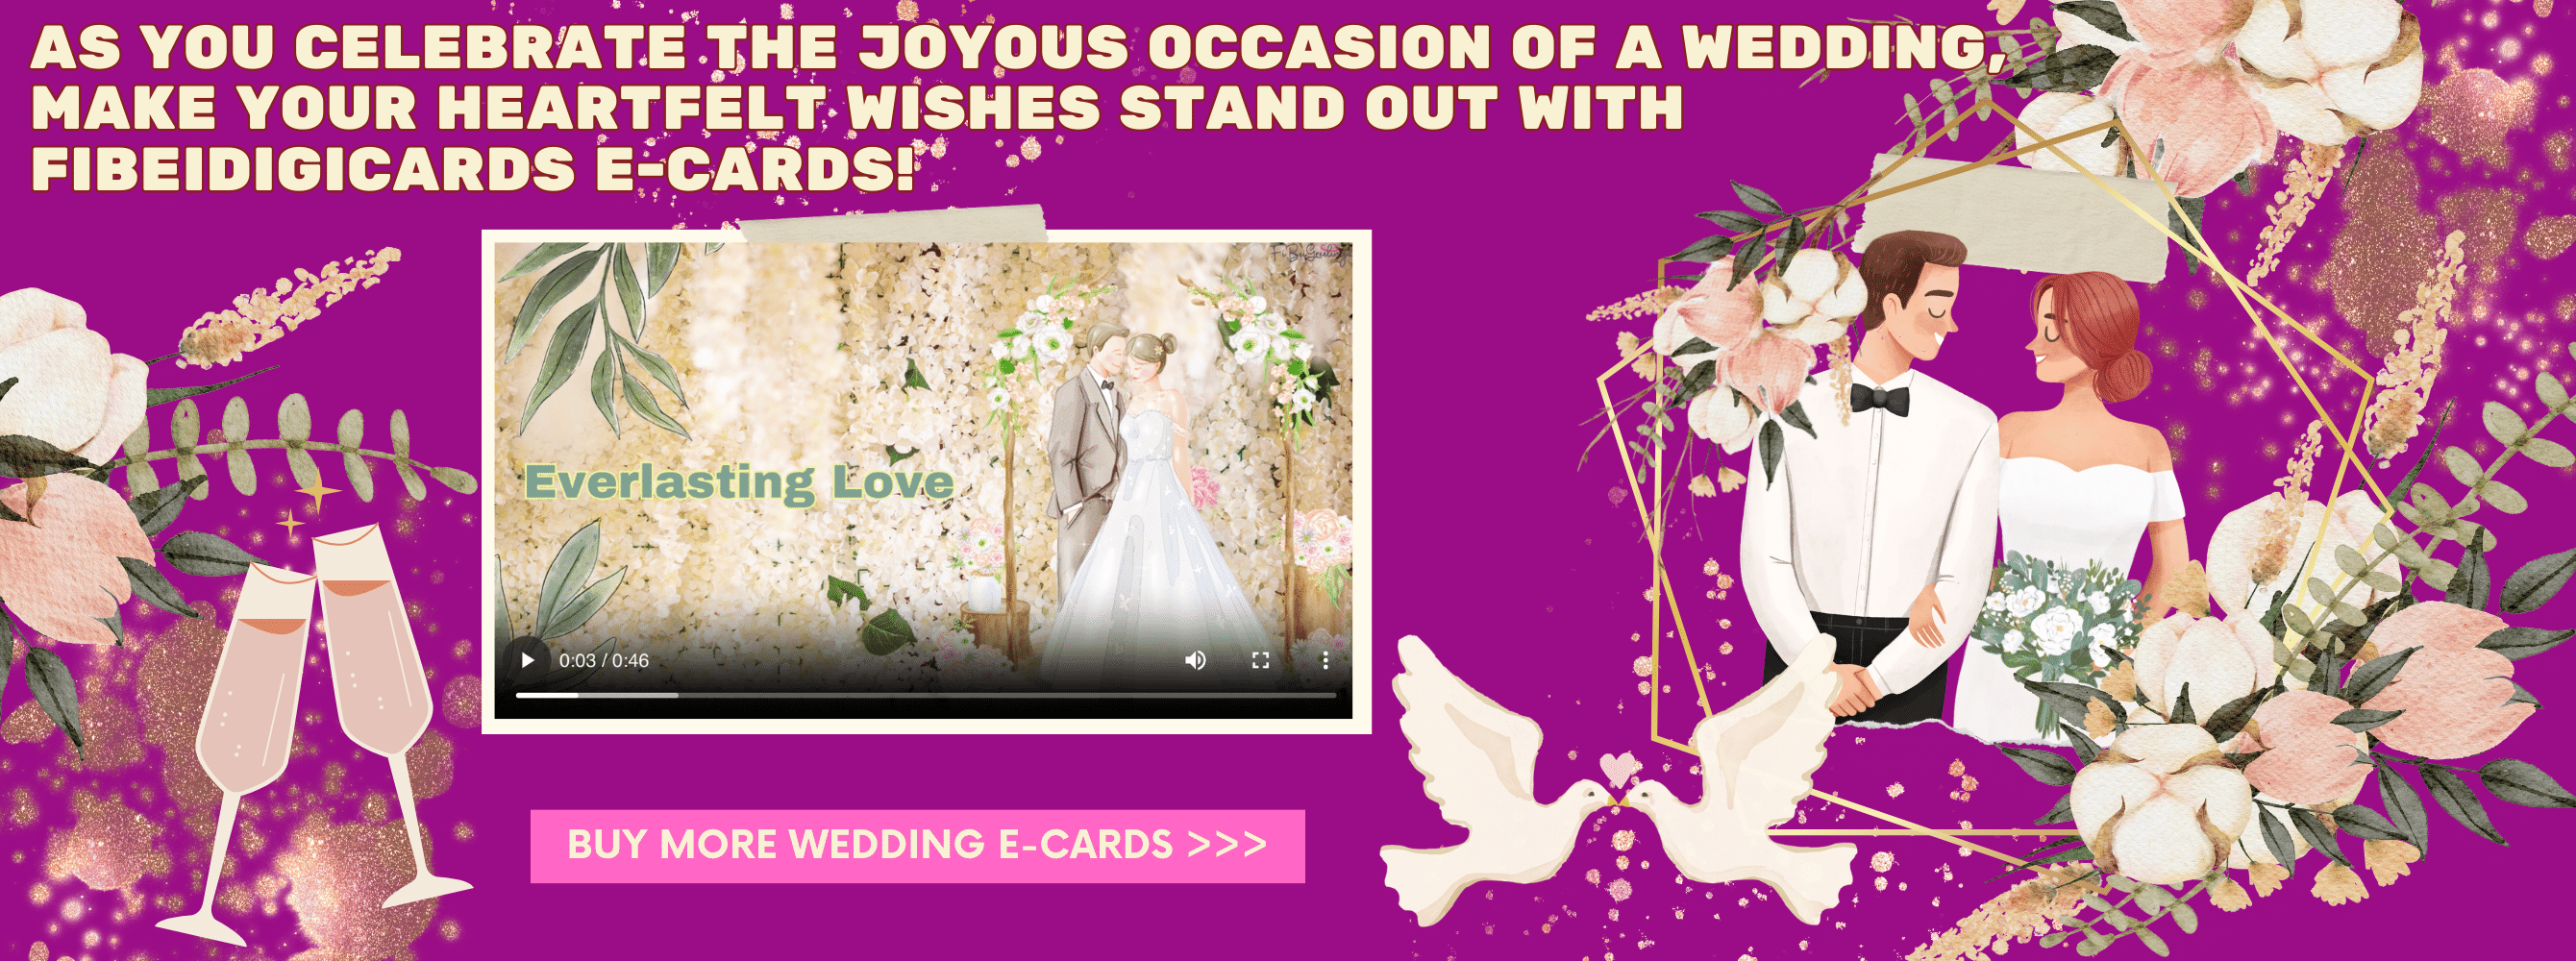 AS YOU CELEBRATE THE JOYOUS OCCASION OF A WEDDING,
MAKE YOUR HEARTFELT WISHES STAND OUT WITH
FIBEIDIGICARDS E-CARDS!
Everlasting Love
0:03 / 0:46
BUY MORE WEDDING E-CARDS >>>